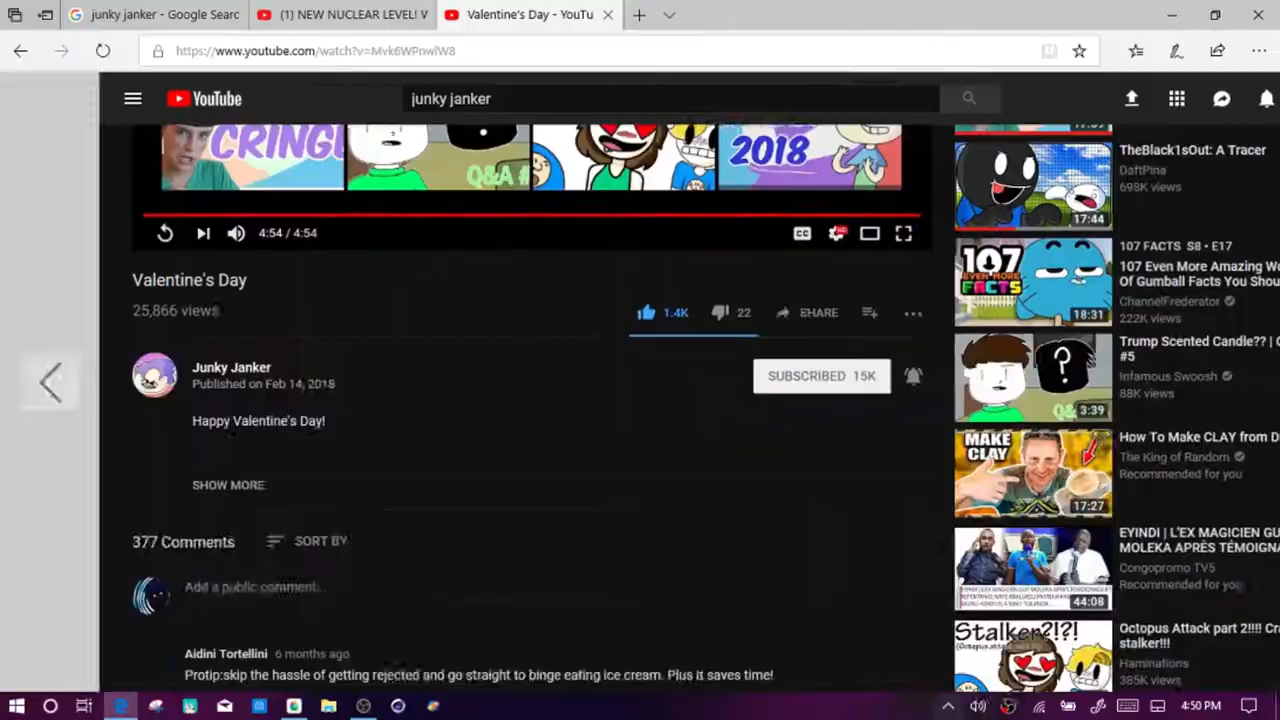 junky janker - Google Searc
(1) NEW NUCLEAR LEVEL! V
Valentine's Day - YouTu
https://www.youtube.com/watch?v=Mvk6WPnwlW8
YouTube
junky janker
CRINGE
Q&A #
2018
4:54 / 4:54
CC
HD
Valentine's Day
25,866 views
1.4K
22
SHARE
Junky Janker
Published on Feb 14, 2018
SUBSCRIBED 15K
Happy Valentine's Day!
SHOW MORE
377 Comments
SORT BY
Add a public comment...
Aidini Tortellini 6 months ago
Protip:skip the hassle of getting rejected and go straight to binge eating ice cream. Plus it saves time!
TheBlack1sOut: A Tracer
DaftPina
698K views
17:44
107 FACTS S8 • E17
107 Even More Amazing Wo
Of Gumball Facts You Shou
ChannelFrederator
222K views
107
EVEN MORE
FACTS
18:31
Trump Scented Candle?? | Q
#5
Infamous Swoosh
88K views
?
Q&
3:39
How To Make CLAY from D
The King of Random
Recommended for you
MAKE
CLAY
17:27
EYINDI | L'EX MAGICIEN GU
MOLEKA APRÈS TÉMOIGNA
Congopromo TV5
Recommended for you
44:08
Octopus Attack part 2!!!! Cra
stalker!!!
Haminations
385K views
Stalker?!?!
4:50 PM